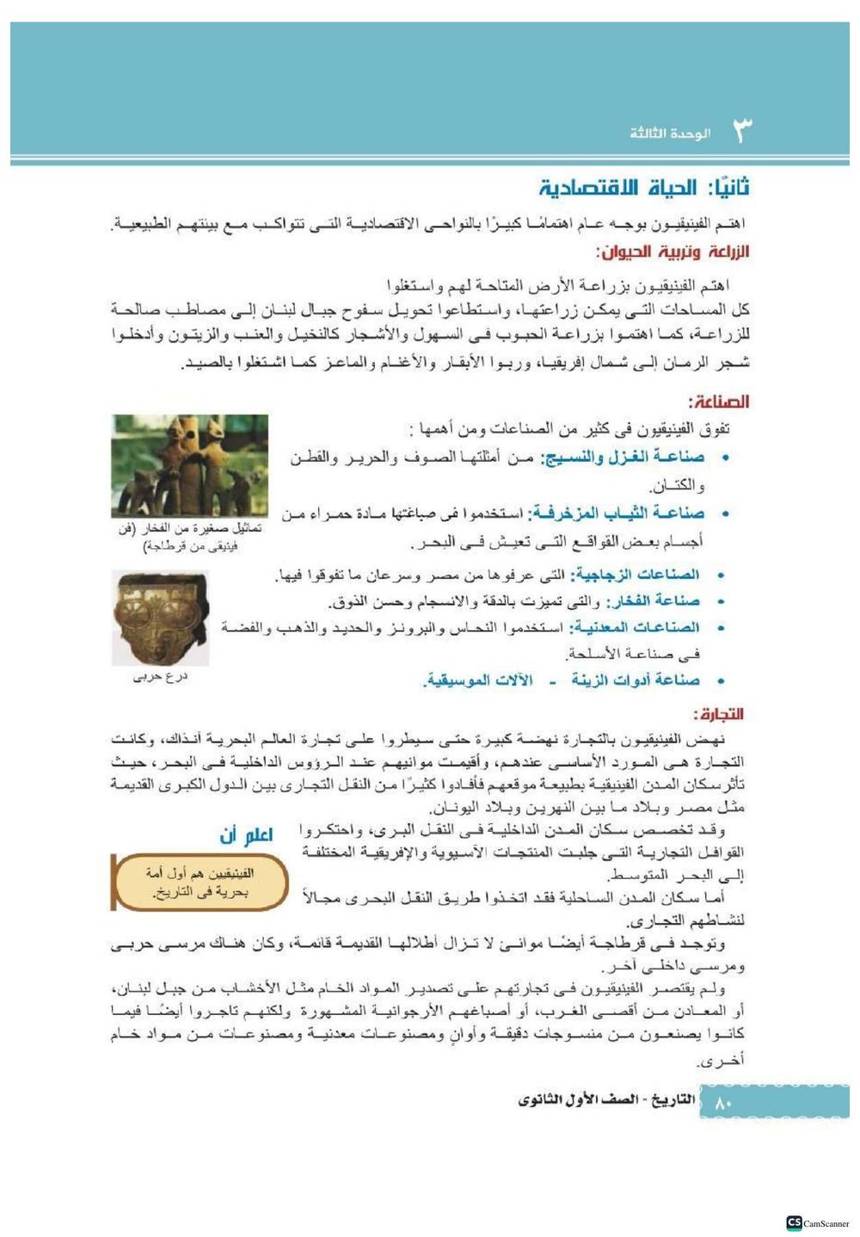 ٣ الوحدة الثالثة
ثانيًا: الحياة الاقتصادية
اهتم الفينيقيون بوجه عام اهتمامًا كبيرًا بالنواحى الاقتصادية التى تتواكب مع بيئتهم الطبيعية.
الزراعة وتربية الحيوان:
اهتم الفينيقيون بزراعة الأرض المتاحة لهم واستغلوا
كل المساحات التى يمكن زراعتها، واستطاعوا تحويل سفوح جبال لبنان إلى مصاطب صالحة
للزراعة، كما اهتموا بزراعة الحبوب فى السهول والأشجار كالنخيل والعنب والزيتون وأدخلوا
شجر الرمان إلى شمال إفريقيا، وربوا الأبقار والأغنام والماعز كما اشتغلوا بالصيد.
الصناعة:
تفوق الفينيقيون فى كثير من الصناعات ومن أهمها :
• صناعة الغزل والنسيج: من أمثلتها الصوف والحرير والقطن
والكتان.
• صناعة الثياب المزخرفة: استخدموا فى صباغتها مادة حمراء من
أجسام بعض القواقع التى تعيش فى البحر.
تماثيل صغيرة من الفخار (فن
فينيقى من قرطاجة)
• الصناعات الزجاجية: التى عرفوها من مصر وسرعان ما تفوقوا فيها.
• صناعة الفخار: والتى تميزت بالدقة والانسجام وحسن الذوق.
• الصناعات المعدنية: استخدموا النحاس والبرونز والحديد والذهب والفضة
فى صناعة الأسلحة.
• صناعة أدوات الزينة - الآلات الموسيقية.
درع حربى
التجارة:
نهض الفينيقيون بالتجارة نهضة كبيرة حتى سيطروا على تجارة العالم البحرية آنذاك، وكانت
التجارة هى المورد الأساسى عندهم، وأقيمت موانيهم عند الرؤوس الداخلية فى البحر، حيث
تأثر سكان المدن الفينيقية بطبيعة موقعهم فأفادوا كثيرًا من النقل التجارى بين الدول الكبرى القديمة
مثل مصر وبلاد ما بين النهرين وبلاد اليونان.
وقد تخصص سكان المدن الداخلية فى النقل البرى، واحتكروا
القوافل التجارية التى جلبت المنتجات الآسيوية والإفريقية المختلفة
إلى البحر المتوسط.
أما سكان المدن الساحلية فقد اتخذوا طريق النقل البحرى مجالاً
لنشاطهم التجارى.
اعلم أن
الفينيقيين هم أول أمة
بحرية فى التاريخ.
وتوجد فى قرطاجة أيضًا موانئ لا تزال أطلالها القديمة قائمة، وكان هناك مرسى حربى
ومرسى داخلى آخر.
ولم يقتصر الفينيقيون فى تجارتهم على تصدير المواد الخام مثل الأخشاب من جبل لبنان،
أو المعادن من أقصى الغرب، أو أصباغهم الأرجوانية المشهورة ولكنهم تاجروا أيضًا فيما
كانوا يصنعون من منسوجات دقيقة وأوانٍ ومصنوعات معدنية ومصنوعات من مواد خام
أخرى.
٨٠ التاريخ - الصف الأول الثانوى
CS CamScanner